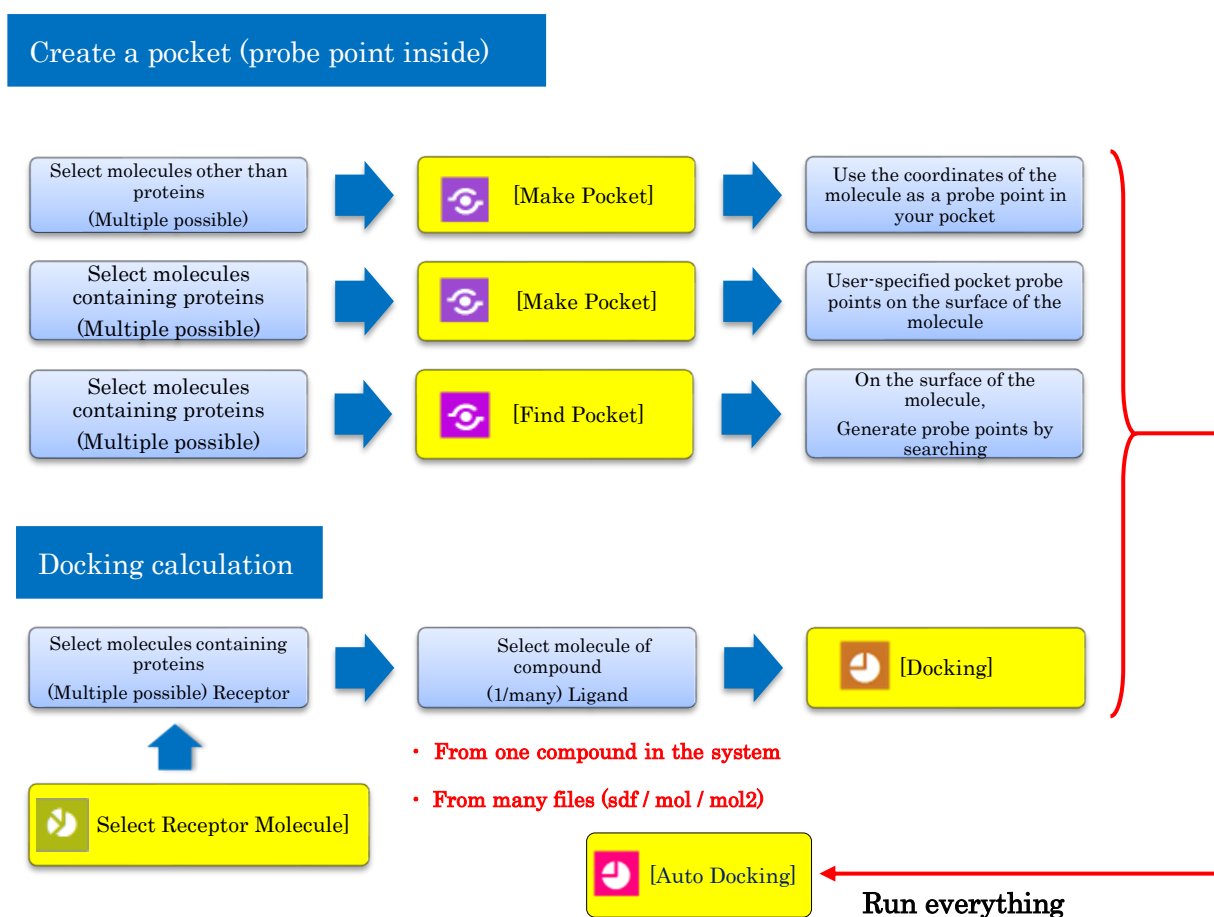 Create a pocket (probe point inside)
Select molecules other than
proteins
(Multiple possible)
[Make Pocket]
Use the coordinates of the
molecule as a probe point in
your pocket
Select molecules
containing proteins
(Multiple possible)
[Make Pocket]
User-specified pocket probe
points on the surface of the
molecule
Select molecules
containing proteins
(Multiple possible)
[Find Pocket]
On the surface of the
molecule,
Generate probe points by
searching
Docking calculation
Select molecules containing
proteins
(Multiple possible) Receptor
Select molecule of
compound
(1/many) Ligand
[Docking]
・ From one compound in the system
・ From many files (sdf / mol / mol2)
Select Receptor Molecule]
[Auto Docking]
Run everything